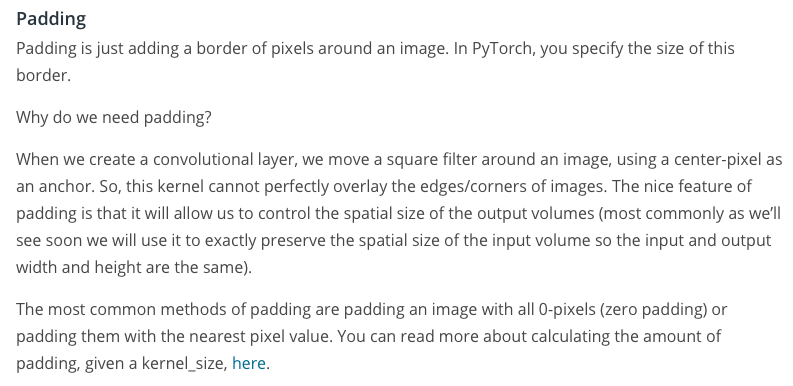 Padding
Padding is just adding a border of pixels around an image. In PyTorch, you specify the size of this
border.
Why do we need padding?
When we create a convolutional layer, we move a square filter around an image, using a center-pixel as
an anchor. So, this kernel cannot perfectly overlay the edges/corners of images. The nice feature of
padding is that it will allow us to control the spatial size of the output volumes (most commonly as we’ll
see soon we will use it to exactly preserve the spatial size of the input volume so the input and output
width and height are the same).
The most common methods of padding are padding an image with all 0-pixels (zero padding) or
padding them with the nearest pixel value. You can read more about calculating the amount of
padding, given a kernel_size, here.